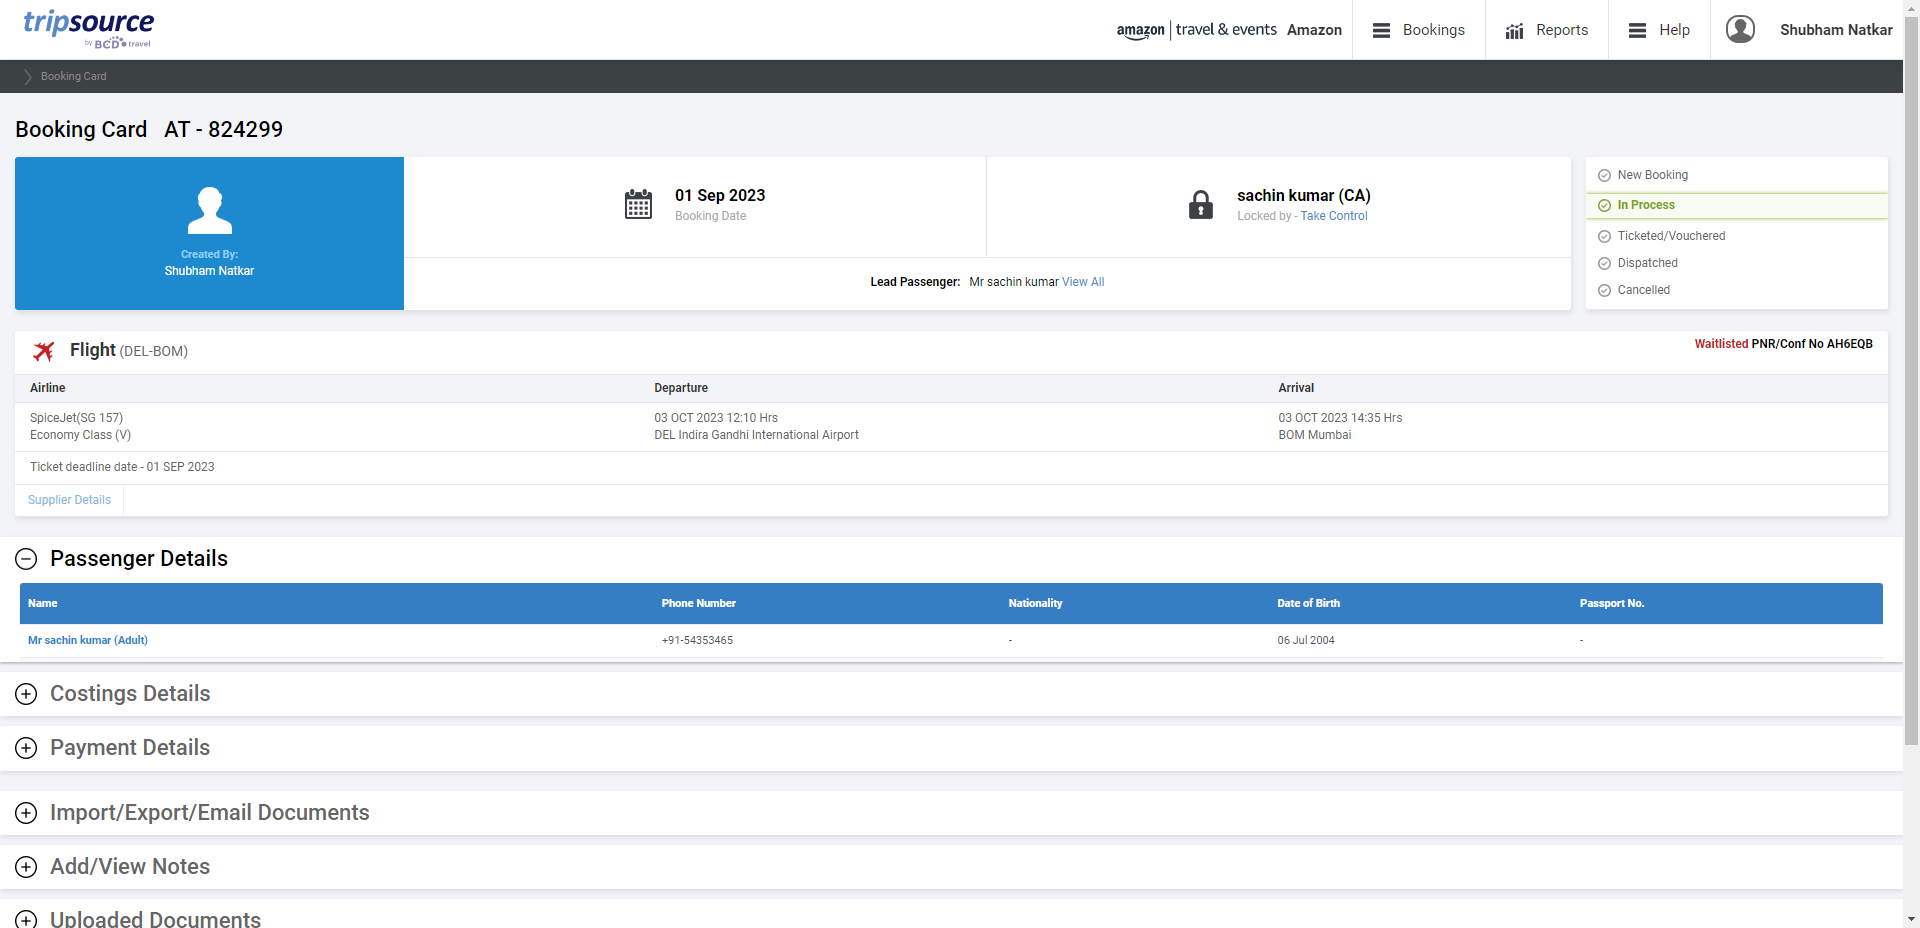 tripsource
by BCD travel
amazon | travel & events Amazon
Bookings
Reports
Help
Shubham Natkar
Booking Card
Booking Card AT - 824299
Created By:
Shubham Natkar
01 Sep 2023
Booking Date
sachin kumar (CA)
Locked by - Take Control
Lead Passenger: Mr sachin kumar View All
New Booking
In Process
Ticketed/Vouchered
Dispatched
Cancelled
Flight (DEL-BOM)
Waitlisted PNR/Conf No AH6EQB
Airline Departure Arrival
SpiceJet(SG 157) 03 OCT 2023 12:10 Hrs 03 OCT 2023 14:35 Hrs
Economy Class (V) DEL Indira Gandhi International Airport BOM Mumbai
Ticket deadline date - 01 SEP 2023
Supplier Details
Passenger Details
Name Phone Number Nationality Date of Birth Passport No.
Mr sachin kumar (Adult) +91-54353465 - 06 Jul 2004 -
Costings Details
Payment Details
Import/Export/Email Documents
Add/View Notes
Uploaded Documents